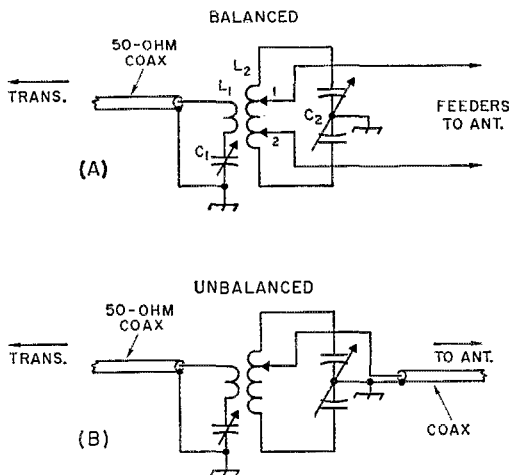 BALANCED
50-OHM
COAX
TRANS.
L1
L2
1
2
C1
C2
FEEDERS
TO ANT.
(A)
UNBALANCED
50-OHM
COAX
TRANS.
TO ANT.
COAX
(B)